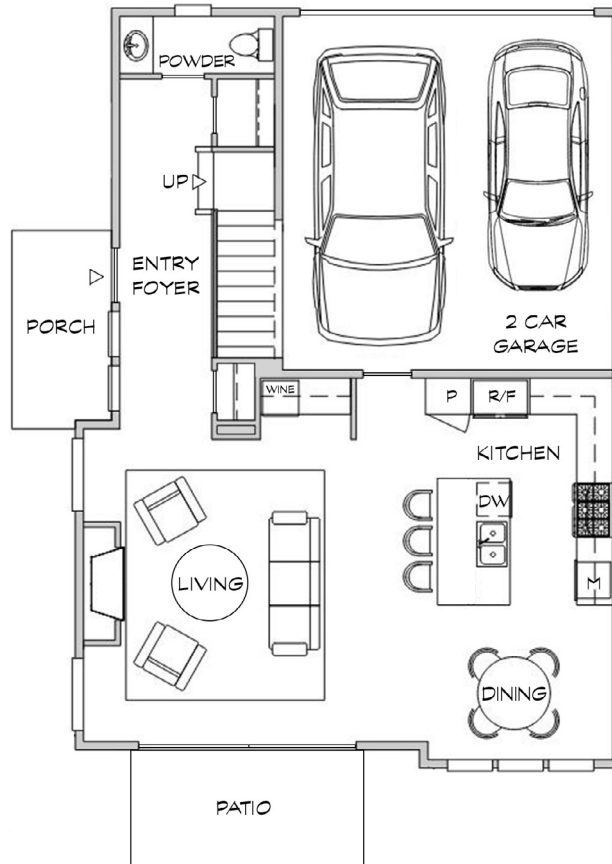 POWDER
UP
ENTRY
FOYER
PORCH
2 CAR
GARAGE
WINE
P
R/F
KITCHEN
DW
LIVING
M
DINING
PATIO